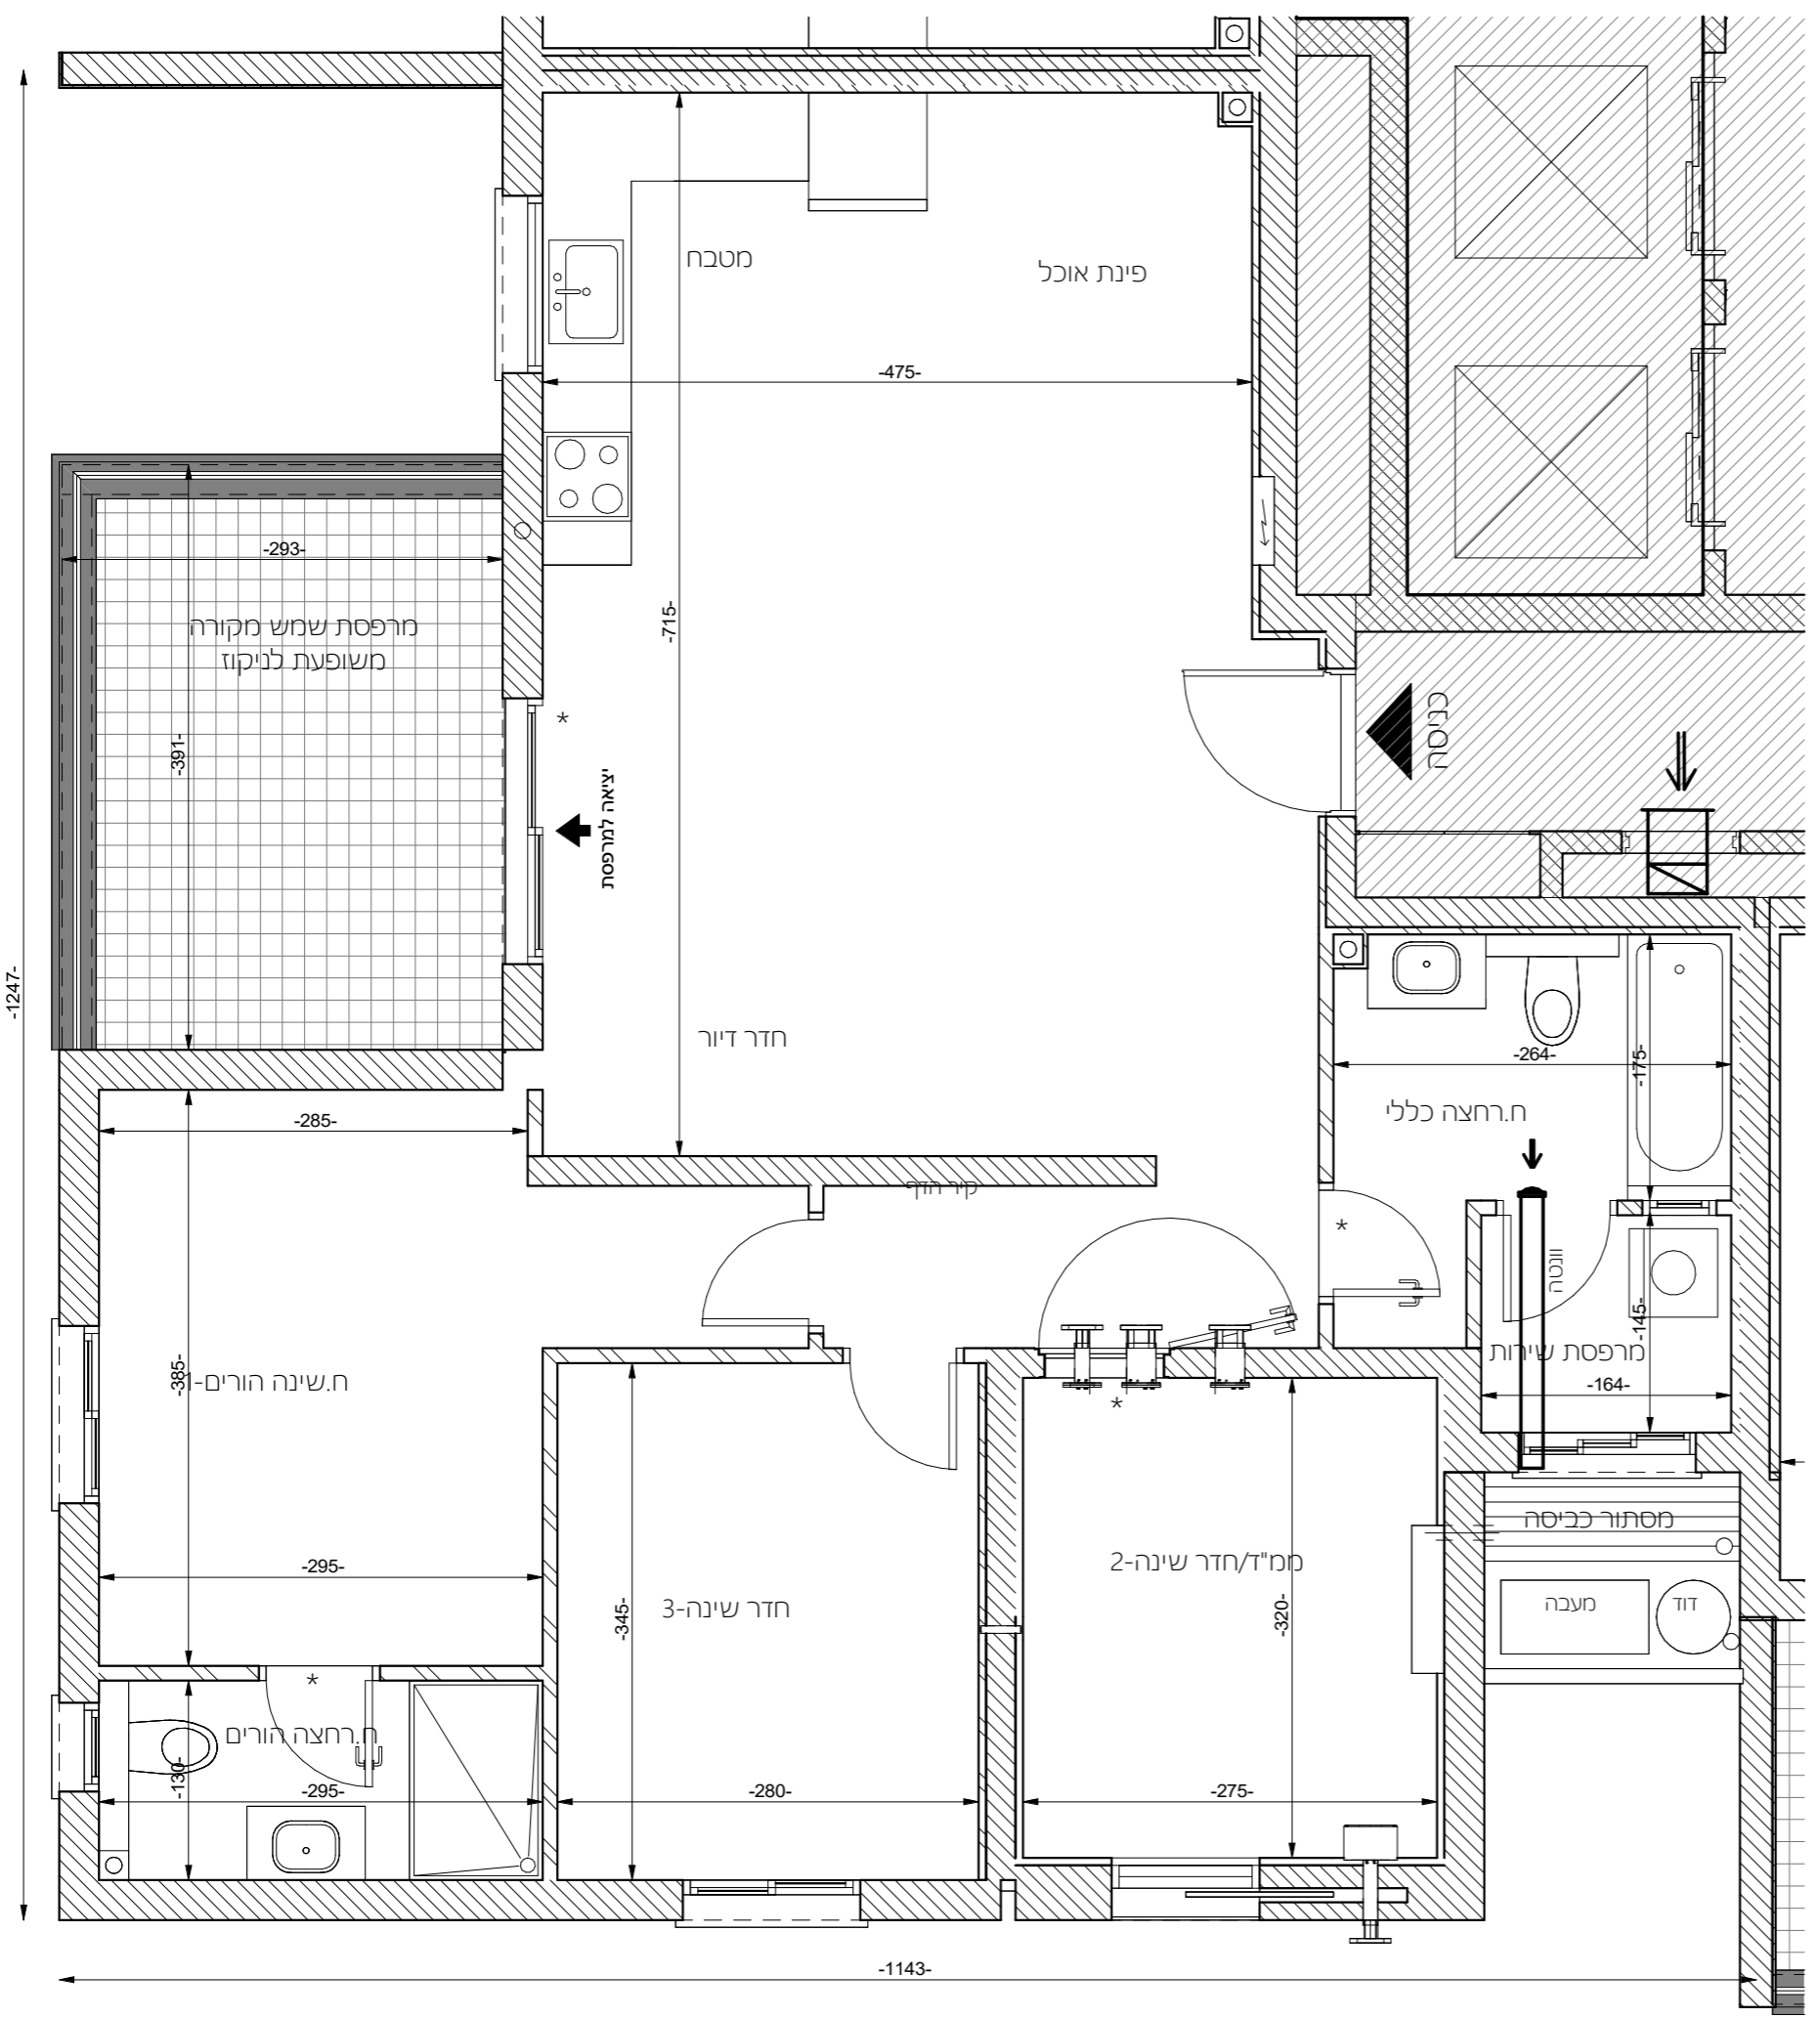 מטבח
פינת אוכל
-475-
-293-
מרפסת שמש מקורה
משופעת לניקוז
-715-
-391-
*
יציאה למרפסת
כניסה
-1247-
חדר דיור
-264-
-175-
ח.רחצה כללי
-285-
קיר הדף
*
וונטה
-145-
מרפסת שירות
-164-
ח.שינה הורים-1
-385-
*
-295-
חדר שינה-3
-345-
ממ"ד/חדר שינה-2
-320-
מסתור כביסה
מעבה
דוד
*
ח.רחצה הורים
-130-
-295-
-280-
-275-
-1143-